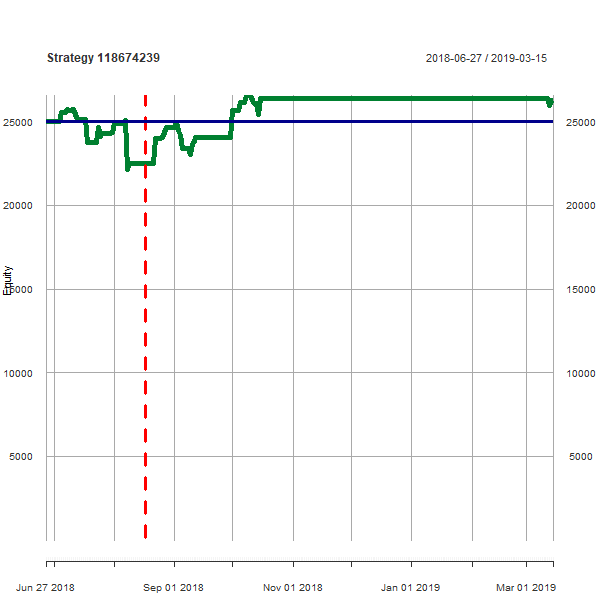 Strategy 118674239
2018-06-27 / 2019-03-15
25000 25000
20000 20000
Equity
15000 15000
10000 10000
5000 5000
Jun 27 2018 Sep 01 2018 Nov 01 2018 Jan 01 2019 Mar 01 2019